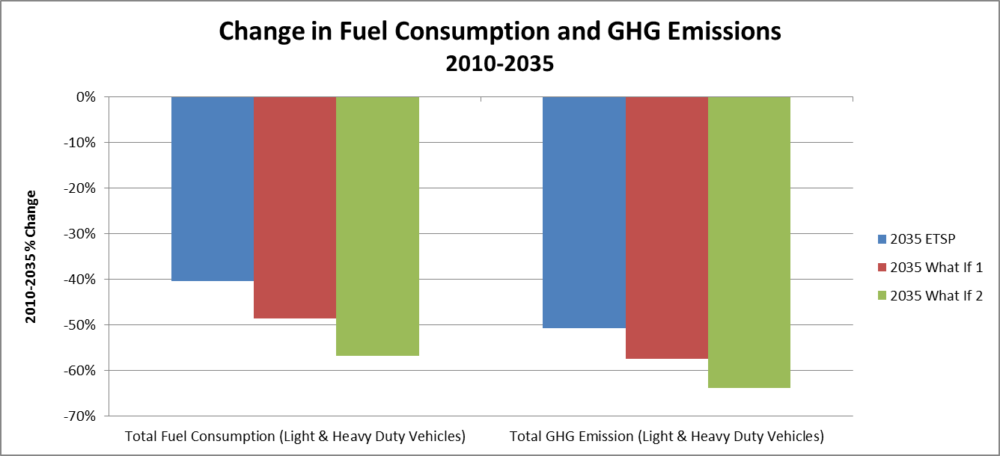 Change in Fuel Consumption and GHG Emissions
2010-2035
0%
-10%
-20%
-30%
-40%
-50%
-60%
-70%
2010-2035 % Change
Total Fuel Consumption (Light & Heavy Duty Vehicles)
Total GHG Emission (Light & Heavy Duty Vehicles)
2035 ETSP
2035 What If 1
2035 What If 2